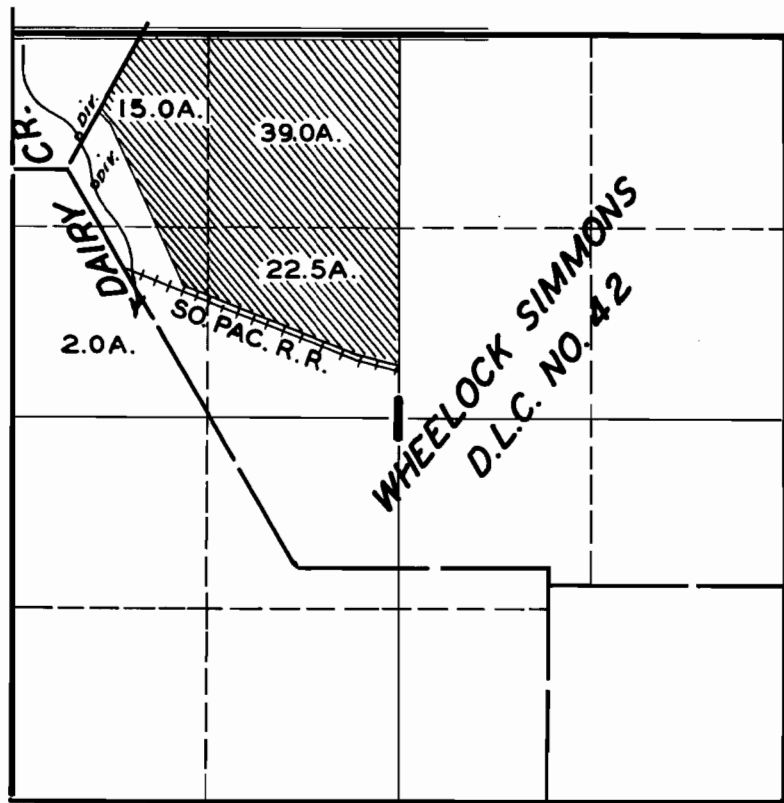 DIV.
15.0A.
39.0A.
CR.
DIV.
DAIRY
22.5A.
SO. PAC. R. R.
2.0A.
WHEELOCK SIMMONS
D.L.C. NO. 42